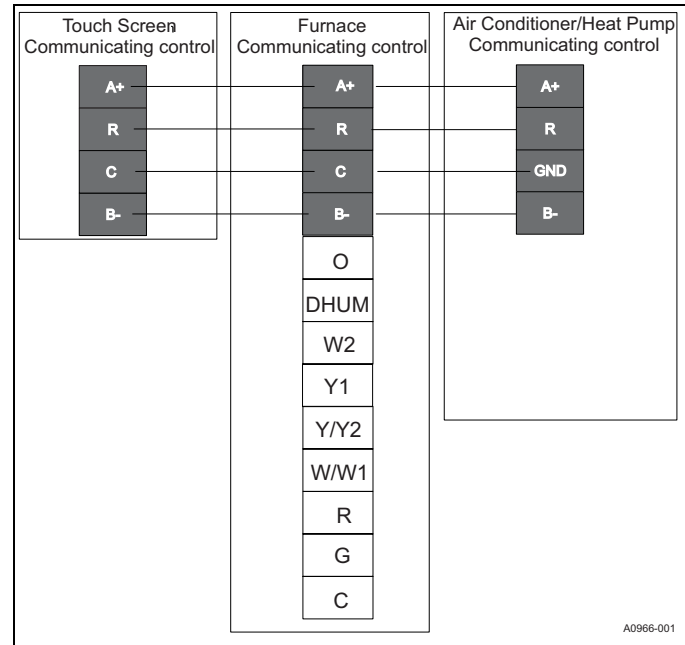 Touch Screen
Communicating control
A+
R
C
B-
Furnace
Communicating control
A+
R
C
B-
O
DHUM
W2
Y1
Y/Y2
W/W1
R
G
C
Air Conditioner/Heat Pump
Communicating control
A+
R
GND
B-
A0966-001